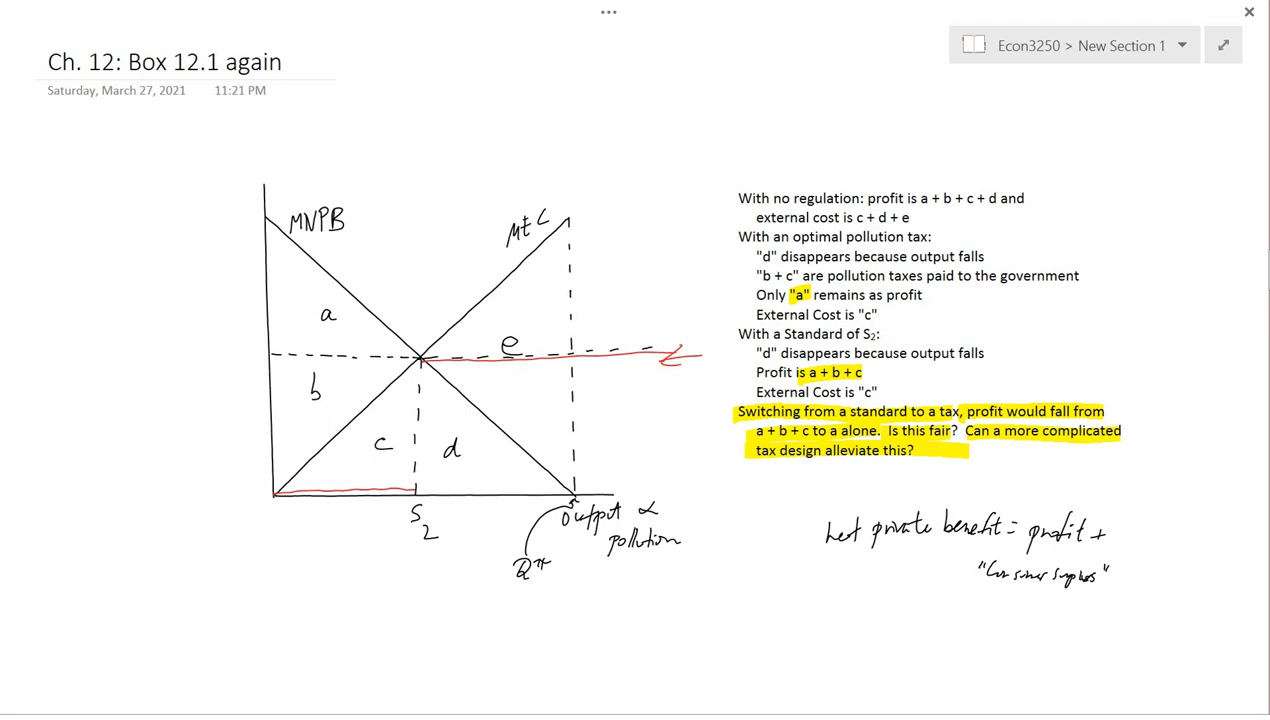 Econ3250 > New Section 1
Ch. 12: Box 12.1 again
Saturday, March 27, 2021 11:21 PM
MNPB
MEC
a
e
b
c
d
S2
Output ∝
pollution
Qπ
With no regulation: profit is a + b + c + d and
external cost is c + d + e
With an optimal pollution tax:
"d" disappears because output falls
"b + c" are pollution taxes paid to the government
Only "a" remains as profit
External Cost is "c"
With a Standard of S₂:
"d" disappears because output falls
Profit is a + b + c
External Cost is "c"
Switching from a standard to a tax, profit would fall from
a + b + c to a alone. Is this fair? Can a more complicated
tax design alleviate this?
net private benefit = profit +
"Consumer surplus"